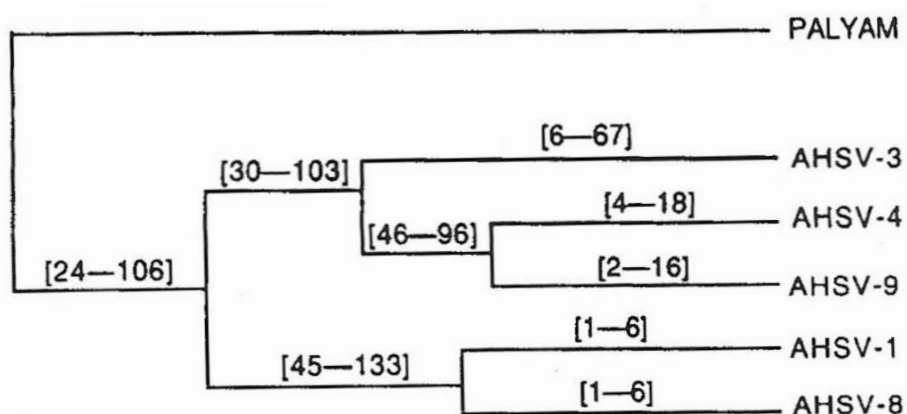 PALYAM
[6—67]
AHSV-3
[30—103]
[4—18]
AHSV-4
[46—96]
[24—106]
[2—16]
AHSV-9
[1—6]
AHSV-1
[45—133]
[1—6]
AHSV-8